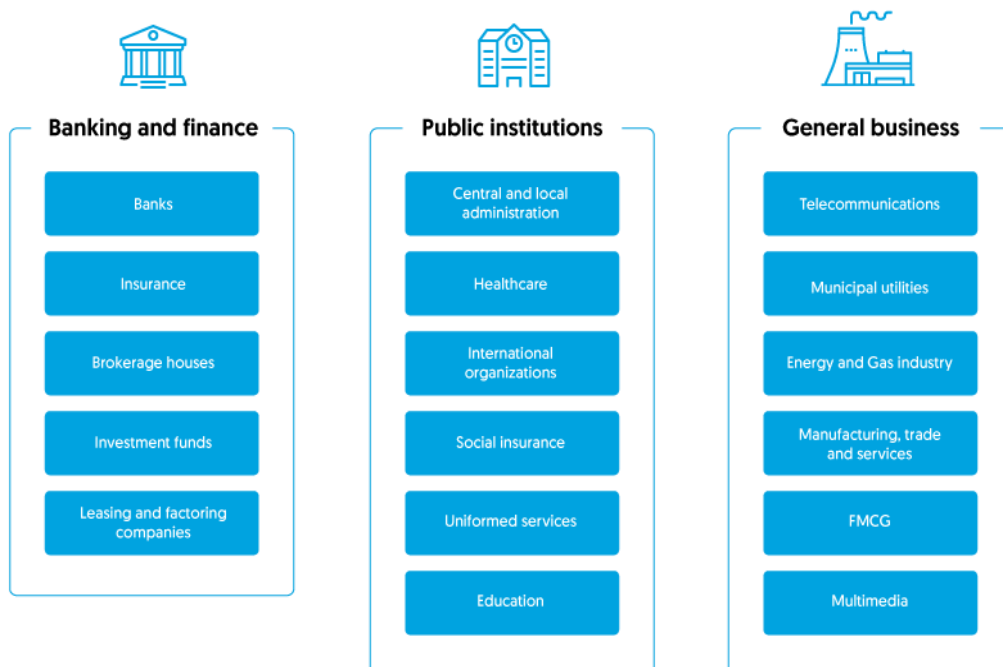 Banking and finance
Banks
Insurance
Brokerage houses
Investment funds
Leasing and factoring
companies
Public institutions
Central and local
administration
Healthcare
International
organizations
Social insurance
Uniformed services
Education
General business
Telecommunications
Municipal utilities
Energy and Gas industry
Manufacturing, trade
and services
FMCG
Multimedia